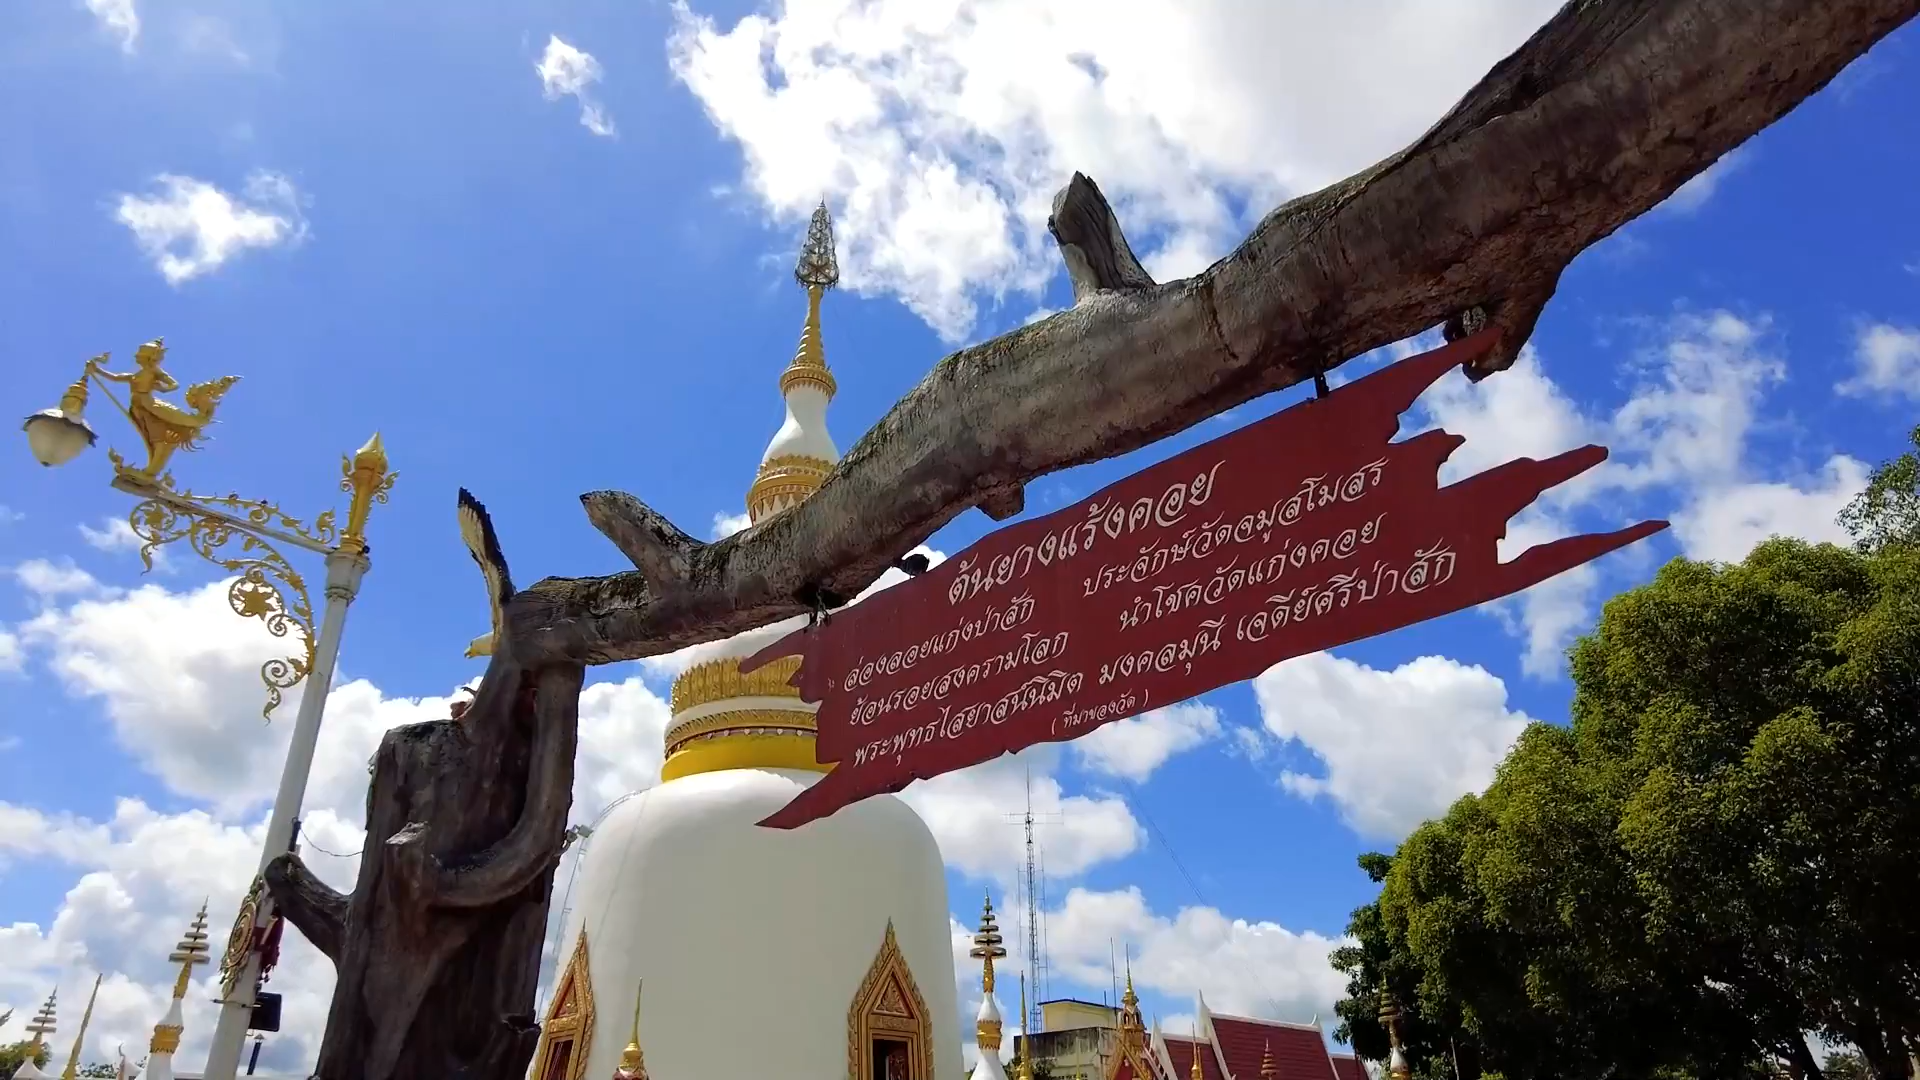 ต้นยางแร้งคอย
ล่องลอยแก่งป่าสัก ประจักษ์วัดจมูสโมสร
ย้อนรอยสงครามโลก นำโชควัดแก่งคอย
พระพุทธไสยาสน์นิมิต มงคลมุนี เจดีย์ศรีป่าสัก
( ที่มาของวัด )